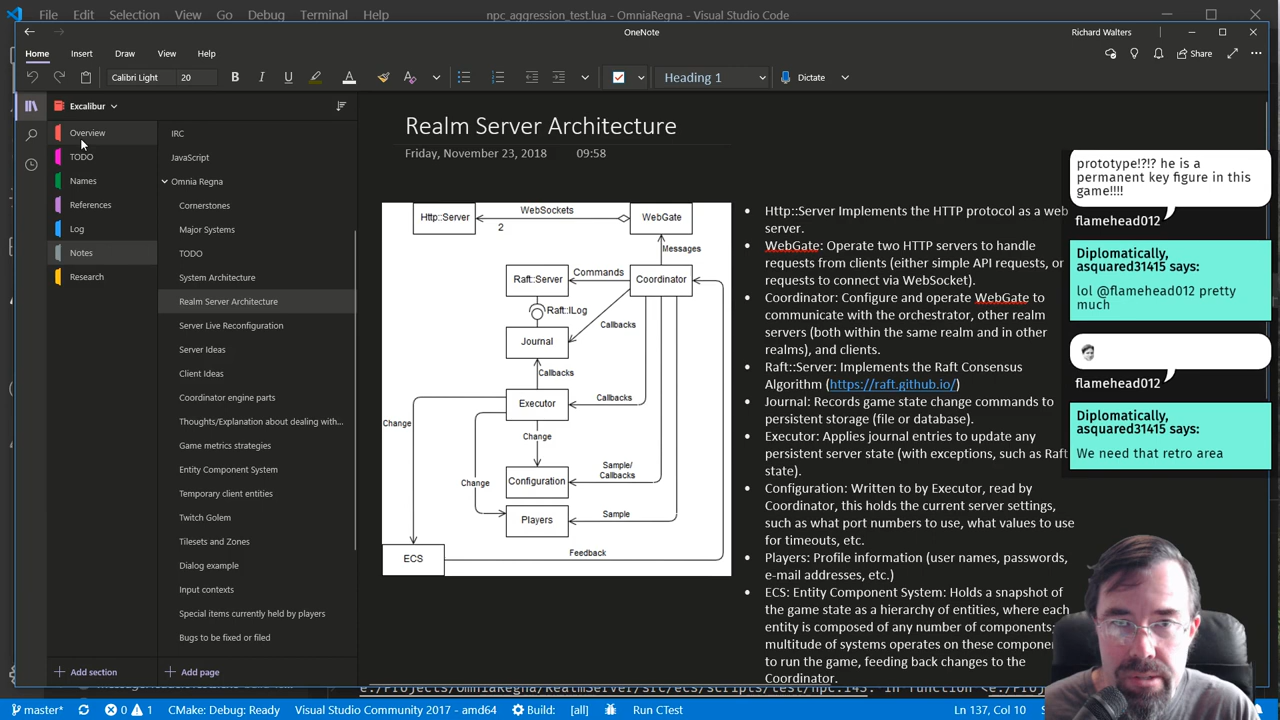 File Edit Selection View Go Debug Terminal Help npc_aggression_test.lua - OmniaRegna - Visual Studio Code
OneNote
Richard Walters
Home Insert Draw View Help
Share
Calibri Light 20 B I U A Heading 1 Dictate
Excalibur
Overview
TODO
Names
References
Log
Notes
Research
Add section
IRC
JavaScript
Omnia Regna
Cornerstones
Major Systems
TODO
System Architecture
Realm Server Architecture
Server Live Reconfiguration
Server Ideas
Client Ideas
Coordinator engine parts
Thoughts/Explanation about dealing with...
Game metrics strategies
Entity Component System
Temporary client entities
Twitch Golem
Tilesets and Zones
Dialog example
Input contexts
Special items currently held by players
Bugs to be fixed or filed
Add page
Realm Server Architecture
Friday, November 23, 2018 09:58
Http::Server
WebSockets
2
WebGate
Messages
Raft::Server
Commands
Coordinator
Raft::ILog
Callbacks
Journal
Callbacks
Executor
Callbacks
Change
Change
Sample/
Callbacks
Configuration
Change
Players
Sample
ECS
Feedback
• Http::Server Implements the HTTP protocol as a web
server.
• WebGate: Operate two HTTP servers to handle
requests from clients (either simple API requests, or
requests to connect via WebSocket).
• Coordinator: Configure and operate WebGate to
communicate with the orchestrator, other realm
servers (both within the same realm and in other
realms), and clients.
• Raft::Server: Implements the Raft Consensus
Algorithm (https://raft.github.io/)
• Journal: Records game state change commands to
persistent storage (file or database).
• Executor: Applies journal entries to update any
persistent server state (with exceptions, such as Raft
state).
• Configuration: Written to by Executor, read by
Coordinator, this holds the current server settings,
such as what port numbers to use, what values to use
for timeouts, etc.
• Players: Profile information (user names, passwords,
e-mail addresses, etc.)
• ECS: Entity Component System: Holds a snapshot of
the game state as a hierarchy of entities, where each
entity is composed of any number of components;
multitude of systems operates on these component
to run the game, feeding back changes to the
Coordinator.
prototype!?!? he is a
permanent key figure in this
game!!!!
flamehead012
Diplomatically,
asquared31415 says:
lol @flamehead012 pretty
much
flamehead012
Diplomatically,
asquared31415 says:
We need that retro area
master* 0 1 CMake: Debug: Ready Visual Studio Community 2017 - amd64 Build: [all] Run CTest Ln 137, Col 10